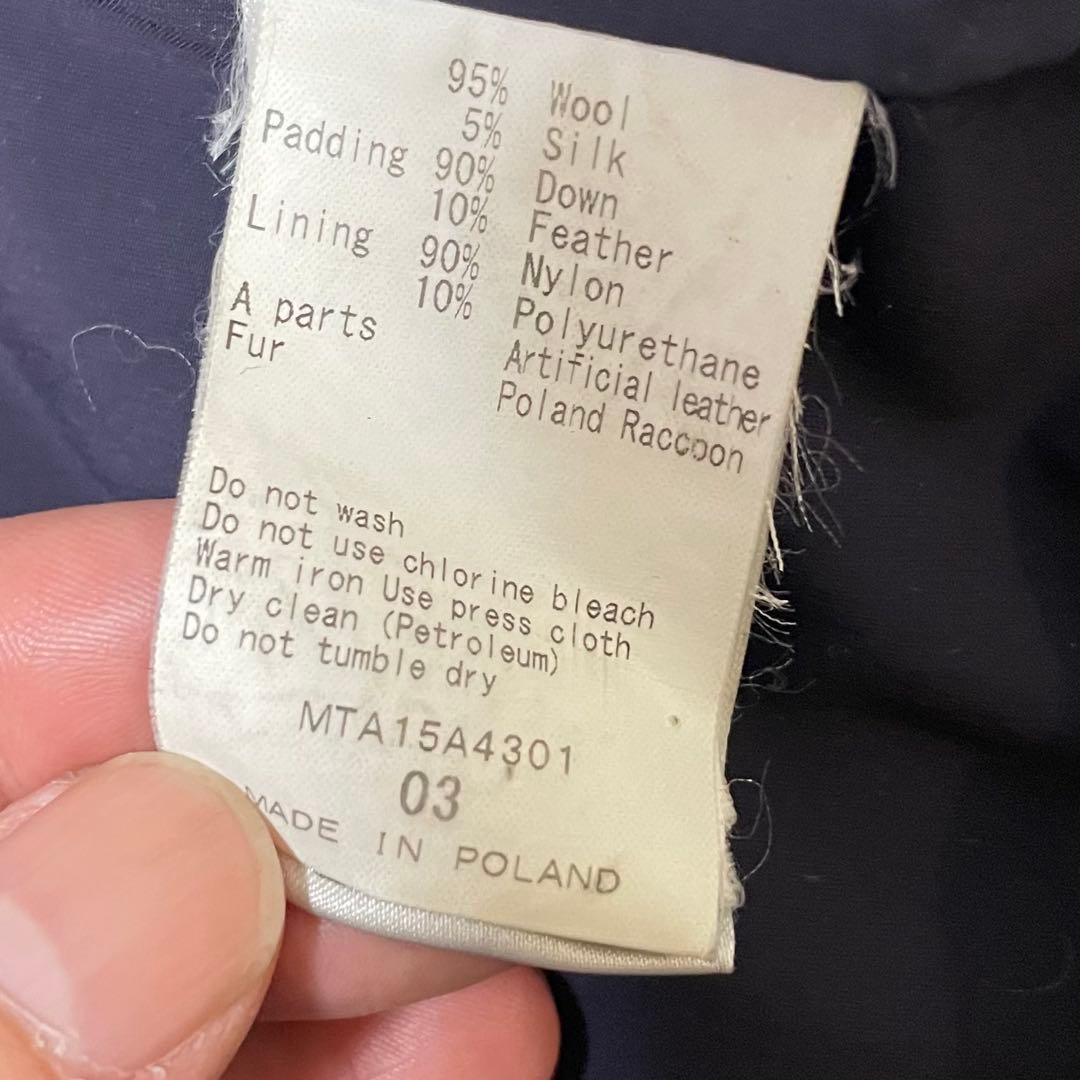 95% Wool
5% Silk
Padding 90% Down
10% Feather
Lining 90% Nylon
10% Polyurethane
A parts Artificial leather
Fur Poland Raccoon
Do not wash
Do not use chlorine bleach
Warm iron Use press cloth
Dry clean (Petroleum)
Do not tumble dry
MTA15A4301
03
MADE IN POLAND